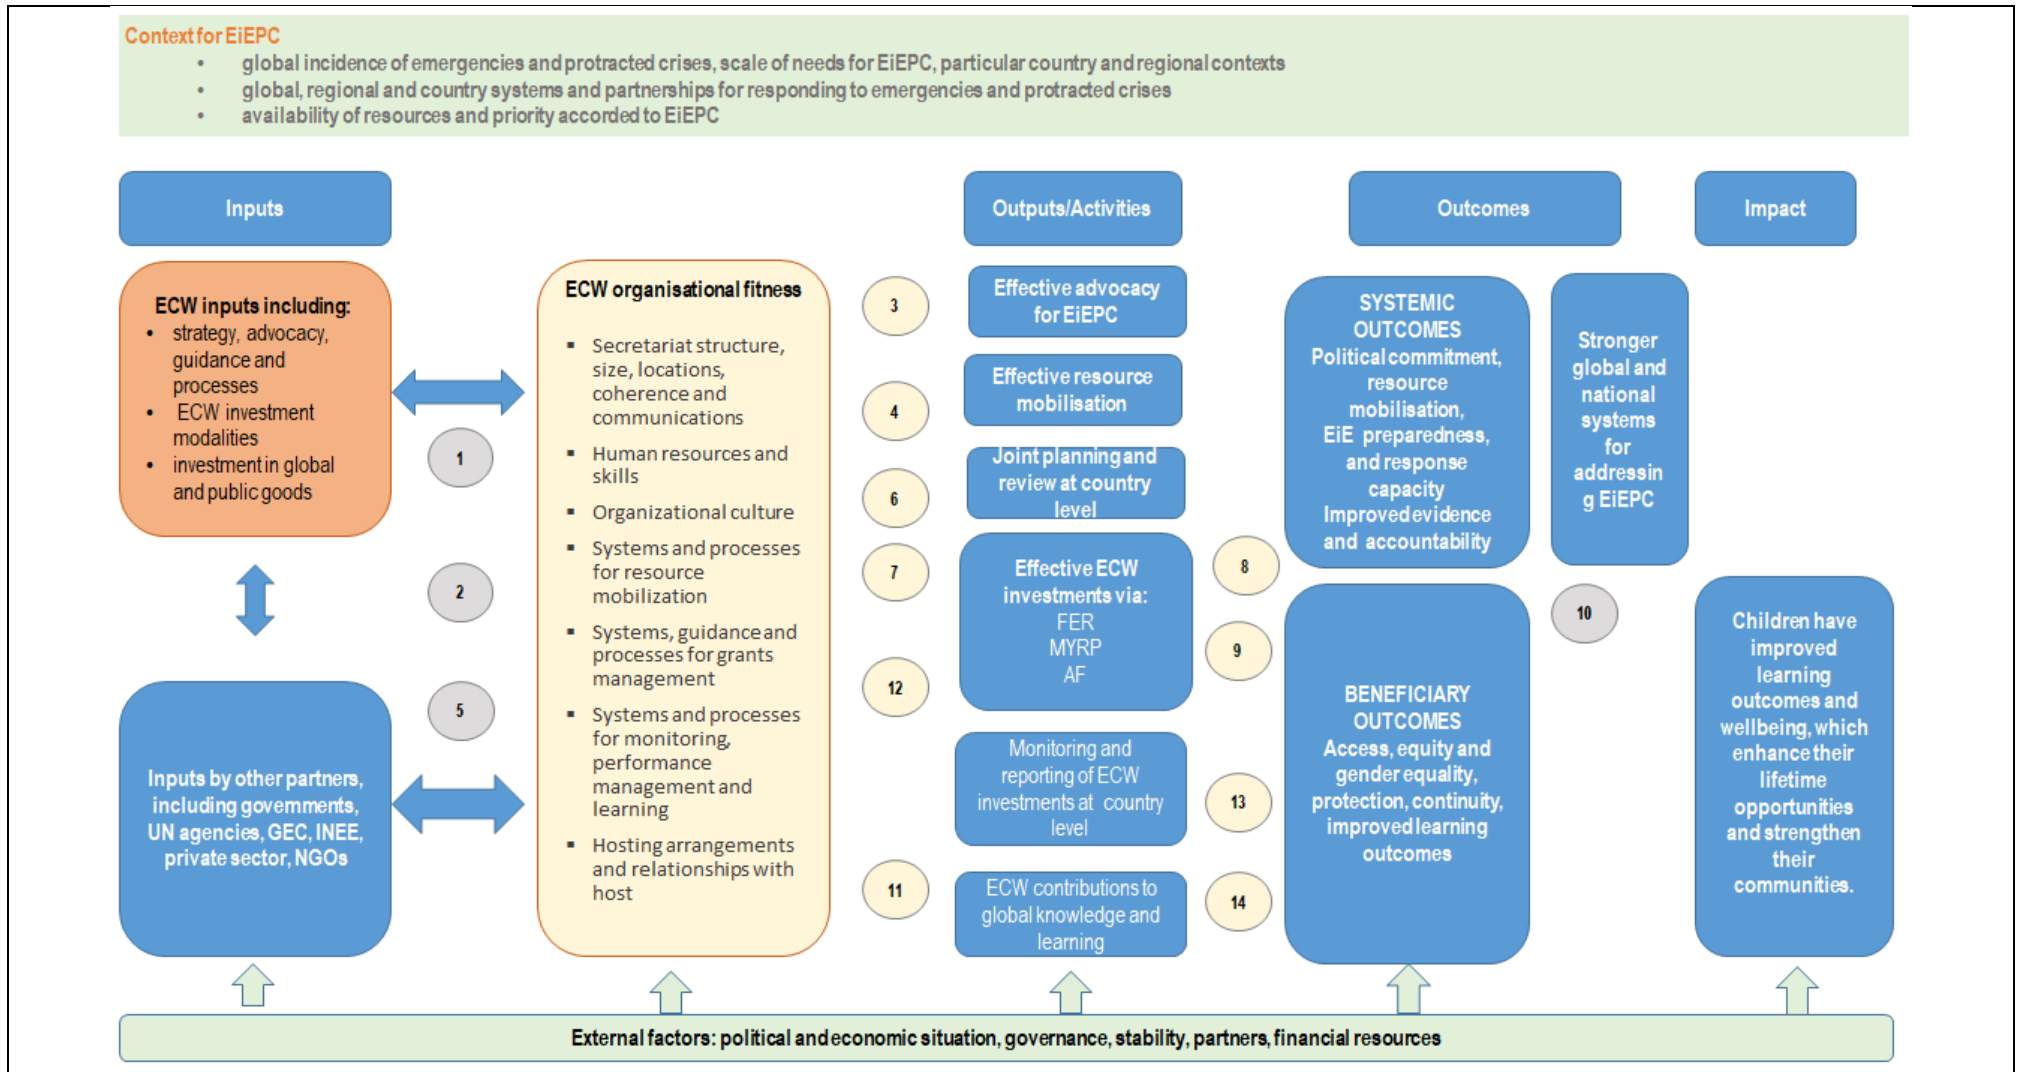 Context for EiEPC
• global incidence of emergencies and protracted crises, scale of needs for EiEPC, particular country and regional contexts
• global, regional and country systems and partnerships for responding to emergencies and protracted crises
• availability of resources and priority accorded to EiEPC
Inputs
Outputs/Activities
Outcomes
Impact
ECW inputs including:
• strategy, advocacy,
guidance and
processes
• ECW investment
modalities
• investment in global
and public goods
Inputs by other partners,
including governments,
UN agencies, GEC, INEE,
private sector, NGOs
1
2
5
ECW organisational fitness
▪ Secretariat structure,
size, locations,
coherence and
communications
▪ Human resources and
skills
▪ Organizational culture
▪ Systems and processes
for resource
mobilization
▪ Systems, guidance and
processes for grants
management
▪ Systems and processes
for monitoring,
performance
management and
learning
▪ Hosting arrangements
and relationships with
host
3
4
6
7
12
11
Effective advocacy
for EiEPC
Effective resource
mobilisation
Joint planning and
review at country
level
Effective ECW
investments via:
FER
MYRP
AF
Monitoring and
reporting of ECW
investments at country
level
ECW contributions to
global knowledge and
learning
8
9
13
14
SYSTEMIC
OUTCOMES
Political commitment,
resource
mobilisation,
EiE preparedness,
and response
capacity
Improved evidence
and accountability
BENEFICIARY
OUTCOMES
Access, equity and
gender equality,
protection, continuity,
improved learning
outcomes
Stronger
global and
national
systems
for
addressin
g EiEPC
10
Children have
improved
learning
outcomes and
wellbeing, which
enhance their
lifetime
opportunities
and strengthen
their
communities.
External factors: political and economic situation, governance, stability, partners, financial resources